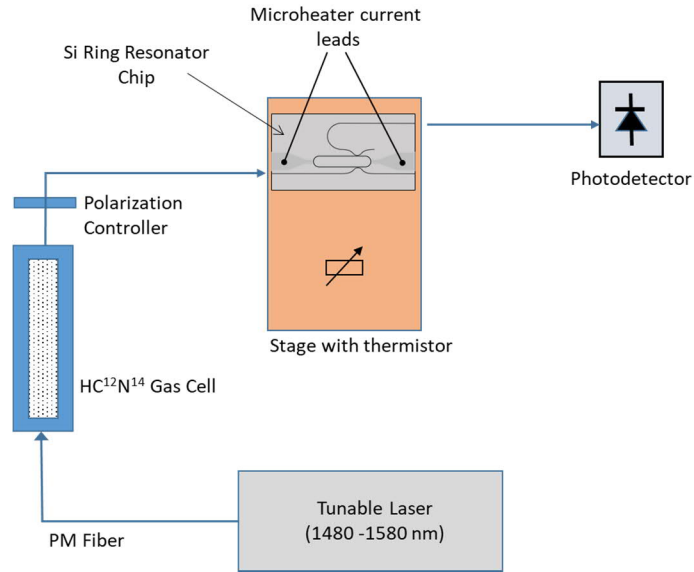 Microheater current
leads
Si Ring Resonator
Chip
Photodetector
Polarization
Controller
Stage with thermistor
HC¹²N¹⁴ Gas Cell
Tunable Laser
(1480 -1580 nm)
PM Fiber